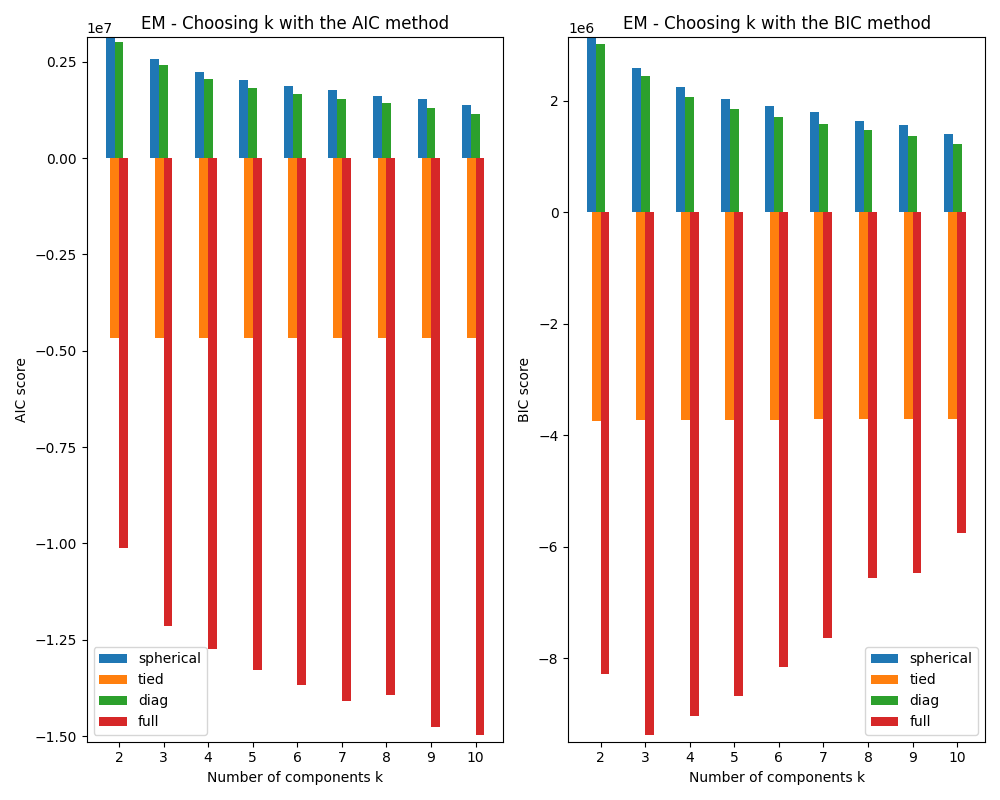 EM - Choosing k with the AIC method
1e7
0.25
0.00
−0.25
−0.50
−0.75
−1.00
−1.25
−1.50
AIC score
spherical
tied
diag
full
2 3 4 5 6 7 8 9 10
Number of components k
EM - Choosing k with the BIC method
1e6
2
0
−2
−4
−6
−8
BIC score
spherical
tied
diag
full
2 3 4 5 6 7 8 9 10
Number of components k